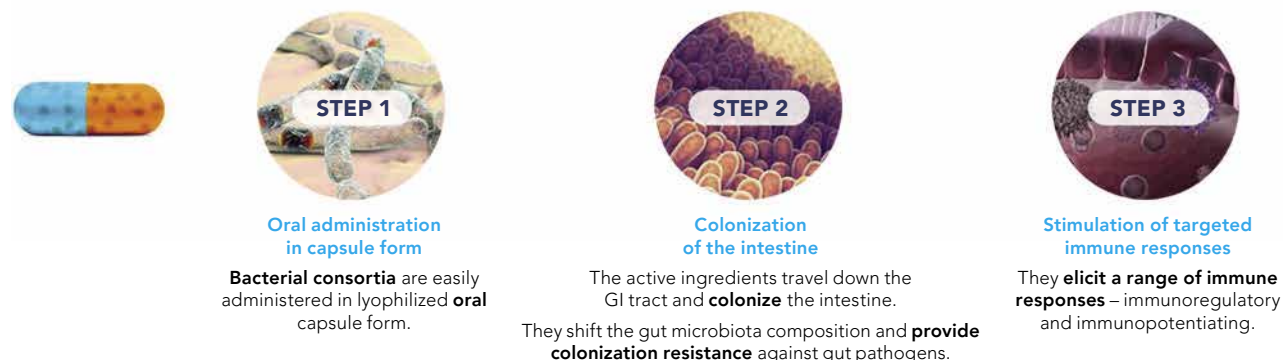 STEP 1
Oral administration
in capsule form
Bacterial consortia are easily
administered in lyophilized oral
capsule form.
STEP 2
Colonization
of the intestine
The active ingredients travel down the
GI tract and colonize the intestine.
They shift the gut microbiota composition and provide
colonization resistance against gut pathogens.
STEP 3
Stimulation of targeted
immune responses
They elicit a range of immune
responses – immunoregulatory
and immunopotentiating.